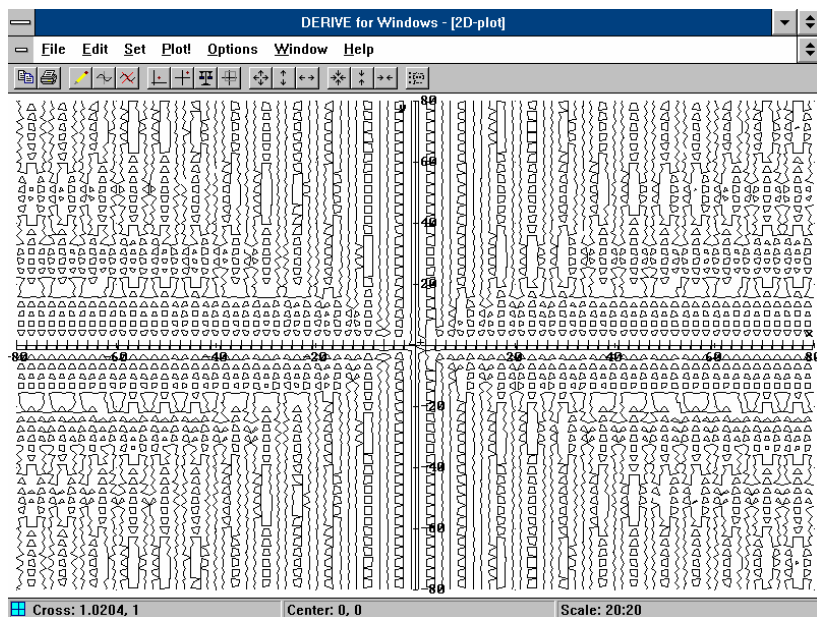 DERIVE for Windows - [2D-plot]
File Edit Set Plot! Options Window Help
y 80
60
40
20
x
-80 -60 -40 -20 20 40 60 80
-20
-40
-60
-80
Cross: 1.0204, 1 Center: 0, 0 Scale: 20:20